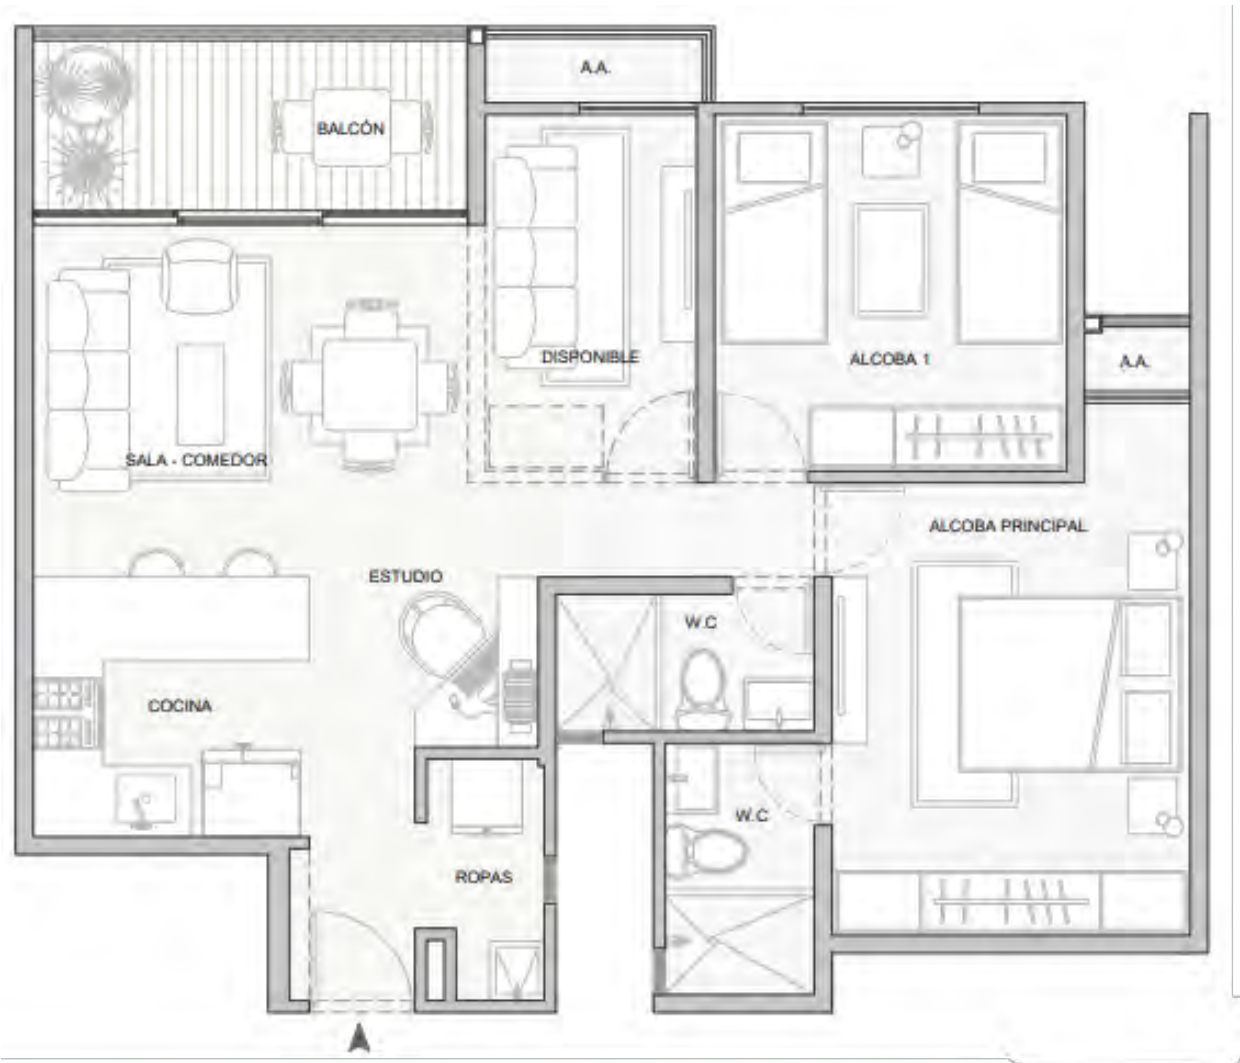 A.A.
BALCÓN
DISPONIBLE
ALCOBA 1
A.A.
SALA - COMEDOR
ALCOBA PRINCIPAL
ESTUDIO
W.C
COCINA
W.C
ROPAS